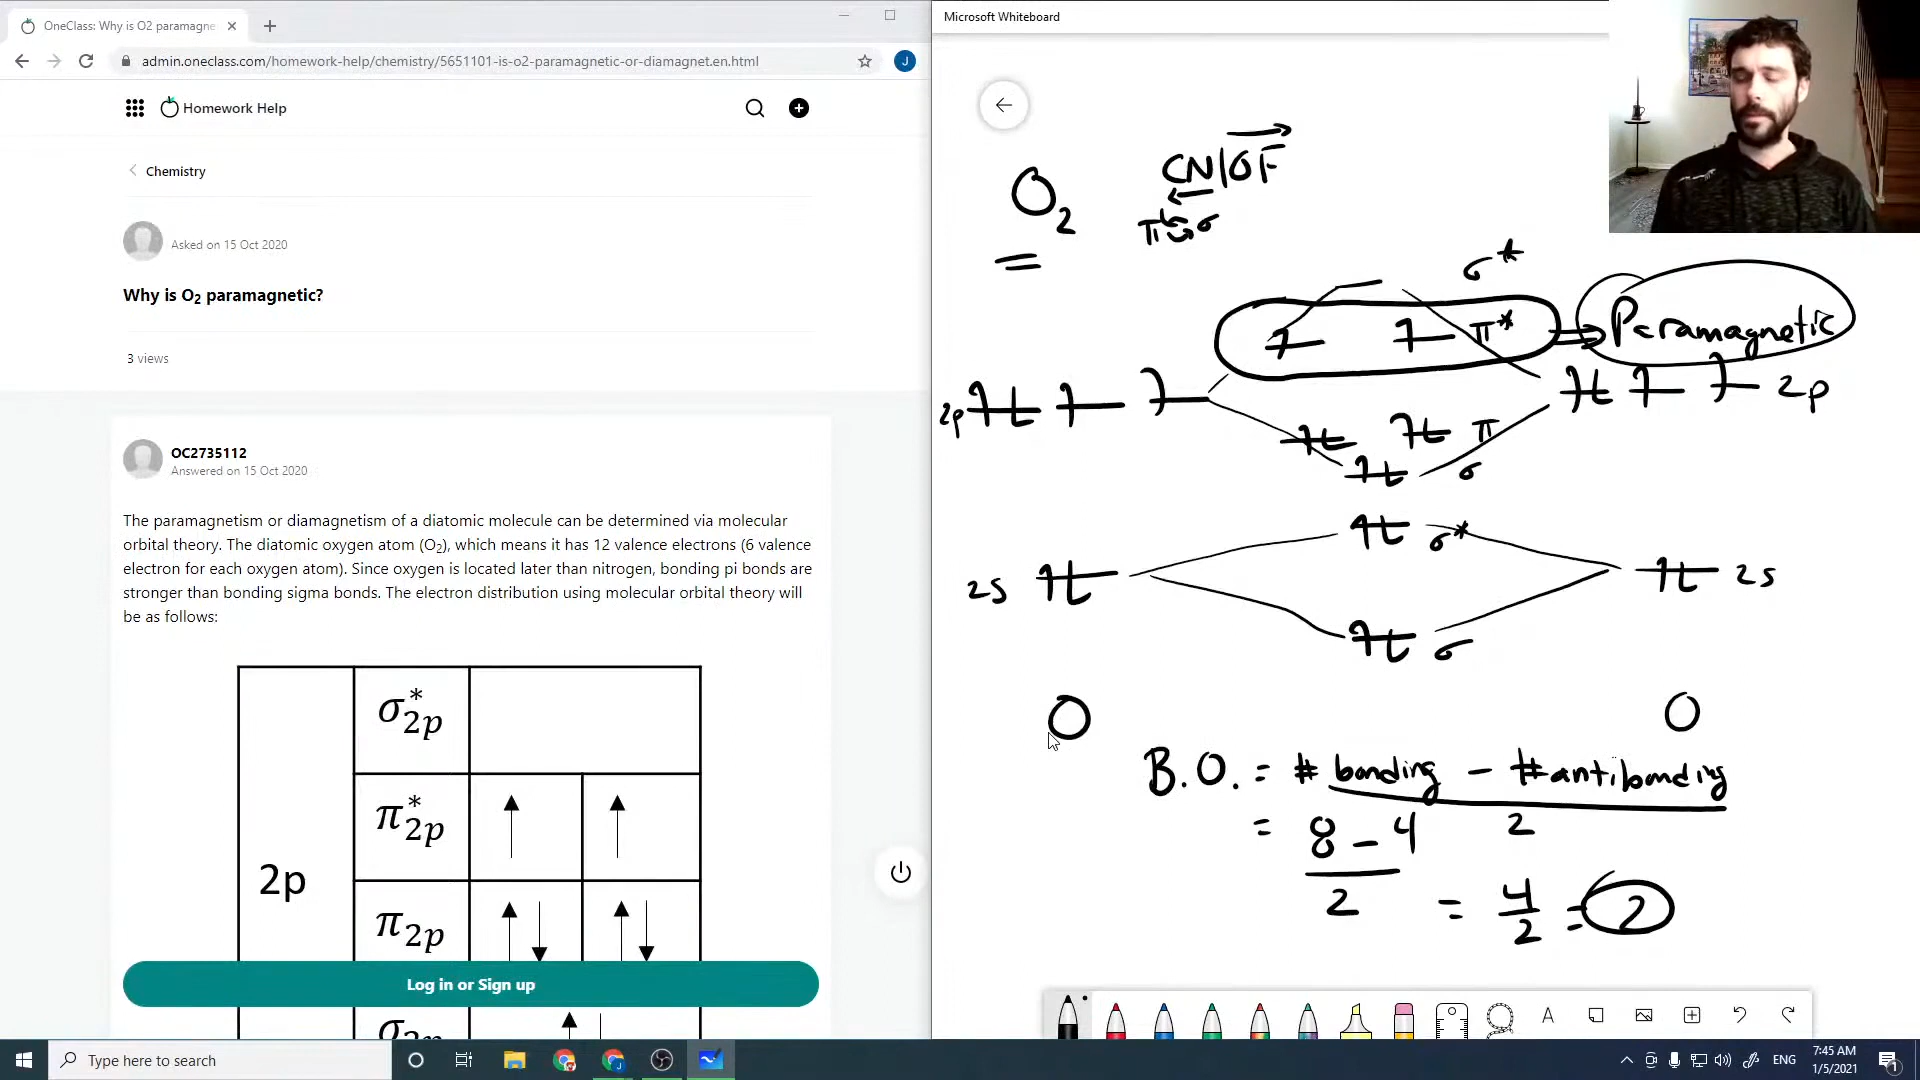 OneClass: Why is O2 paramagne
admin.oneclass.com/homework-help/chemistry/5651101-is-o2-paramagnetic-or-diamagnet.en.html
J
Homework Help
Chemistry
Asked on 15 Oct 2020
Why is O₂ paramagnetic?
3 views
OC2735112
Answered on 15 Oct 2020
The paramagnetism or diamagnetism of a diatomic molecule can be determined via molecular
orbital theory. The diatomic oxygen atom (O₂), which means it has 12 valence electrons (6 valence
electron for each oxygen atom). Since oxygen is located later than nitrogen, bonding pi bonds are
stronger than bonding sigma bonds. The electron distribution using molecular orbital theory will
be as follows:
σ*2p
π*2p
2p
π2p
Log in or Sign up
σ2p
Microsoft Whiteboard
CN|OF
O₂
π σ
σ*
π* ⇒ Paramagnetic
2p 2p
π
σ
σ*
2s 2s
σ
O O
B.O. = # bonding - # antibonding
2
= 8 - 4
2
= 4/2 = 2
A
Type here to search
ENG
7:45 AM
1/5/2021
1